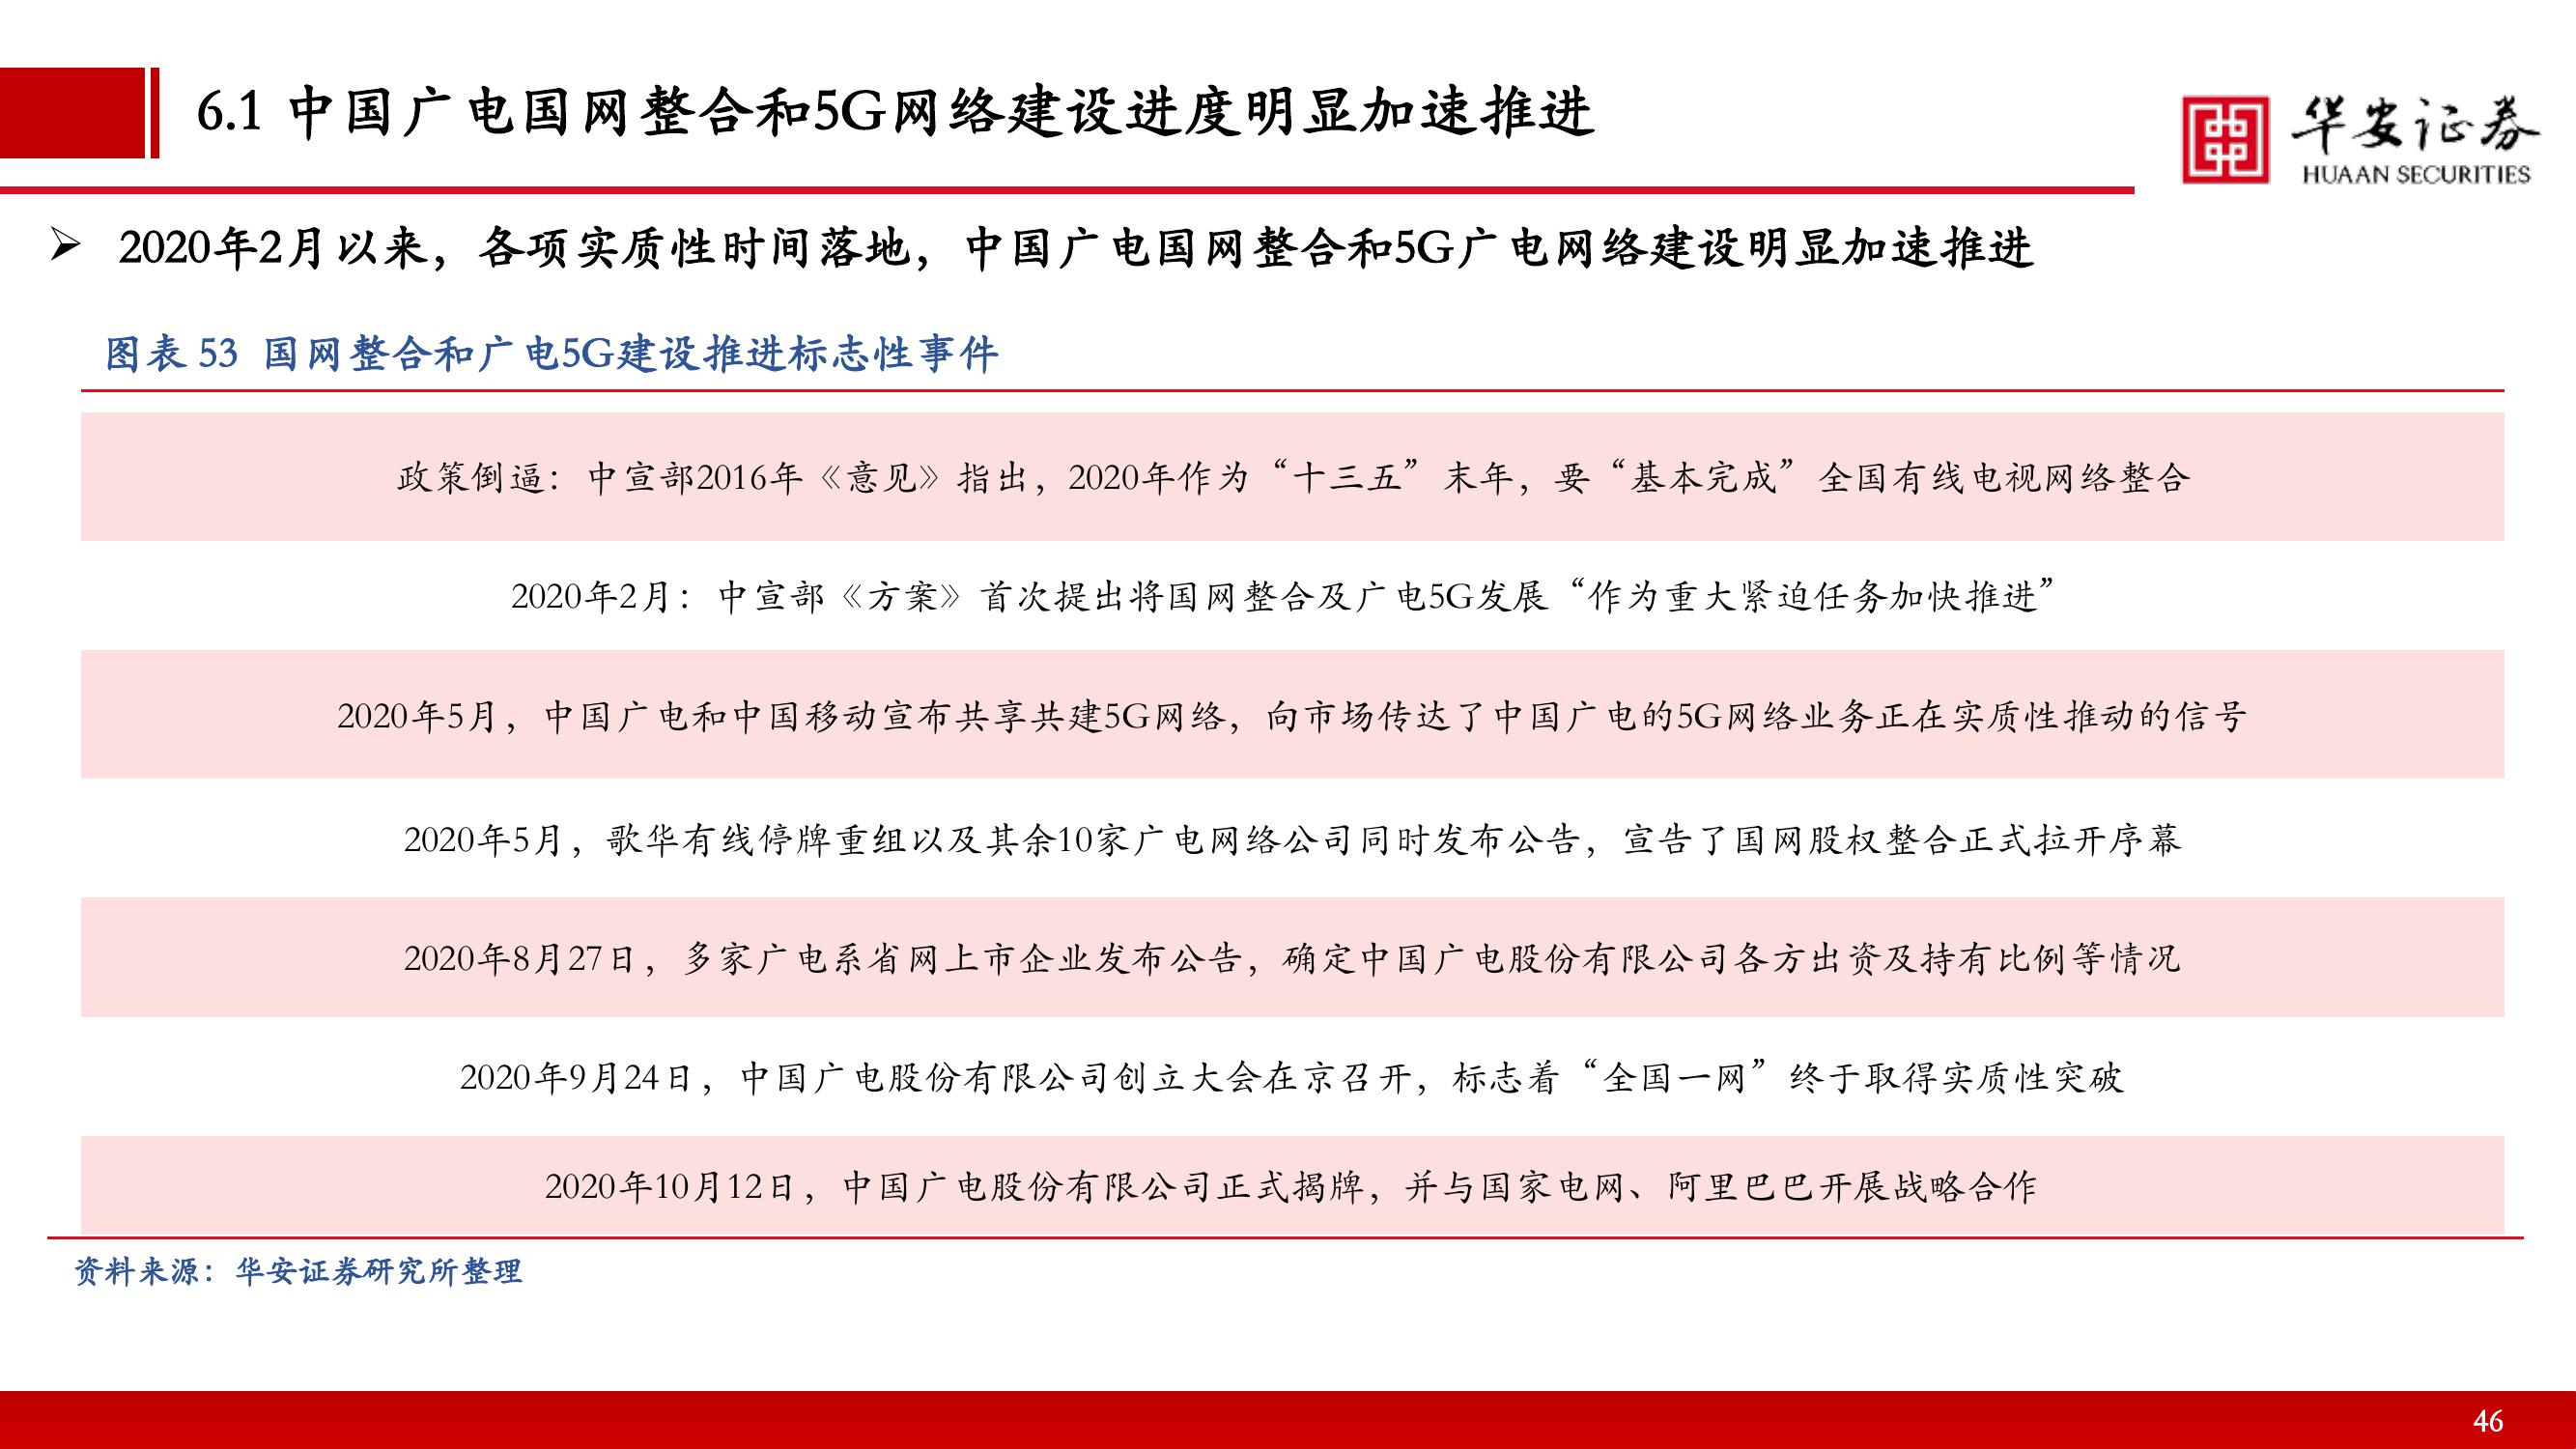 6.1 中国广电国网整合和5G网络建设进度明显加速推进
华安证券
HUAAN SECURITIES
➢ 2020年2月以来，各项实质性时间落地，中国广电国网整合和5G广电网络建设明显加速推进
图表 53 国网整合和广电5G建设推进标志性事件
政策倒逼：中宣部2016年《意见》指出，2020年作为“十三五”末年，要“基本完成”全国有线电视网络整合
2020年2月：中宣部《方案》首次提出将国网整合及广电5G发展“作为重大紧迫任务加快推进”
2020年5月，中国广电和中国移动宣布共享共建5G网络，向市场传达了中国广电的5G网络业务正在实质性推动的信号
2020年5月，歌华有线停牌重组以及其余10家广电网络公司同时发布公告，宣告了国网股权整合正式拉开序幕
2020年8月27日，多家广电系省网上市企业发布公告，确定中国广电股份有限公司各方出资及持有比例等情况
2020年9月24日，中国广电股份有限公司创立大会在京召开，标志着“全国一网”终于取得实质性突破
2020年10月12日，中国广电股份有限公司正式揭牌，并与国家电网、阿里巴巴开展战略合作
资料来源：华安证券研究所整理
46